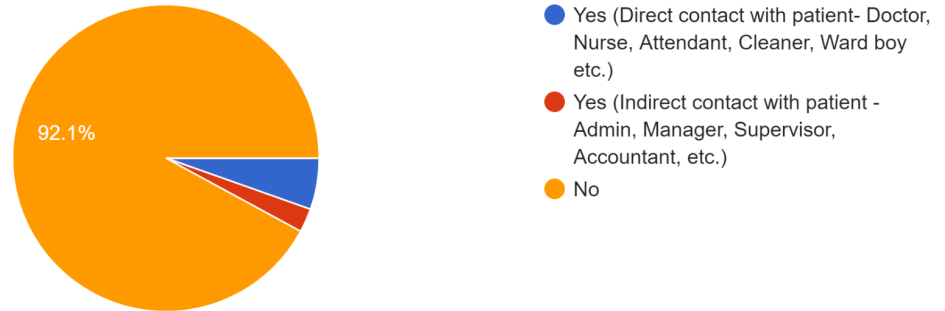 92.1%
Yes (Direct contact with patient- Doctor,
Nurse, Attendant, Cleaner, Ward boy
etc.)
Yes (Indirect contact with patient -
Admin, Manager, Supervisor,
Accountant, etc.)
No